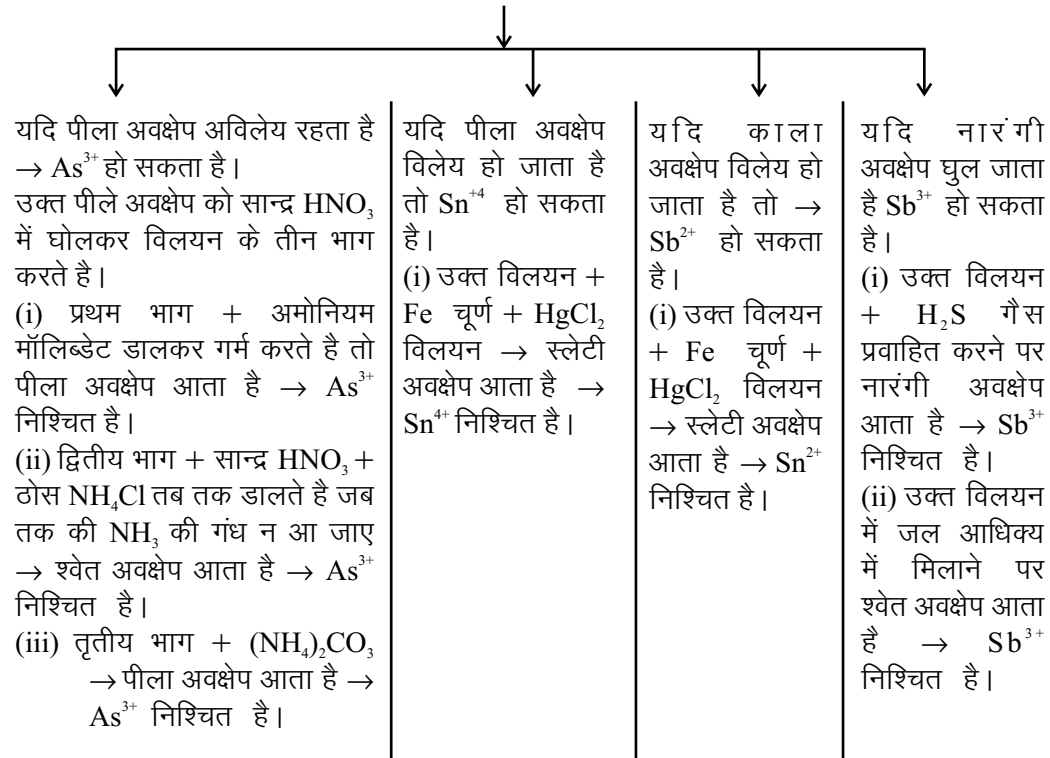 यदि पीला अवक्षेप अविलेय रहता है
→ As³⁺ हो सकता है।
उक्त पीले अवक्षेप को सान्द्र HNO₃
में घोलकर विलयन के तीन भाग
करते है।
(i) प्रथम भाग + अमोनियम
मॉलिब्डेट डालकर गर्म करते है तो
पीला अवक्षेप आता है → As³⁺
निश्चित है।
(ii) द्वितीय भाग + सान्द्र HNO₃ +
ठोस NH₄Cl तब तक डालते है जब
तक की NH₃ की गंध न आ जाए
→ श्वेत अवक्षेप आता है → As³⁺
निश्चित है।
(iii) तृतीय भाग + (NH₄)₂CO₃
→ पीला अवक्षेप आता है →
As³⁺ निश्चित है।
यदि पीला अवक्षेप
विलेय हो जाता है
तो Sn⁺⁴ हो सकता
है।
(i) उक्त विलयन +
Fe चूर्ण + HgCl₂
विलयन → स्लेटी
अवक्षेप आता है →
Sn⁴⁺ निश्चित है।
यदि काला
अवक्षेप विलेय हो
जाता है तो →
Sb²⁺ हो सकता
है।
(i) उक्त विलयन
+ Fe चूर्ण +
HgCl₂ विलयन
→ स्लेटी अवक्षेप
आता है → Sn²⁺
निश्चित है।
यदि नारंगी
अवक्षेप घुल जाता
है Sb³⁺ हो सकता
है।
(i) उक्त विलयन
+ H₂S गैस
प्रवाहित करने पर
नारंगी अवक्षेप
आता है → Sb³⁺
निश्चित है।
(ii) उक्त विलयन
में जल आधिक्य
में मिलाने पर
श्वेत अवक्षेप आता
है → Sb³⁺
निश्चित है।